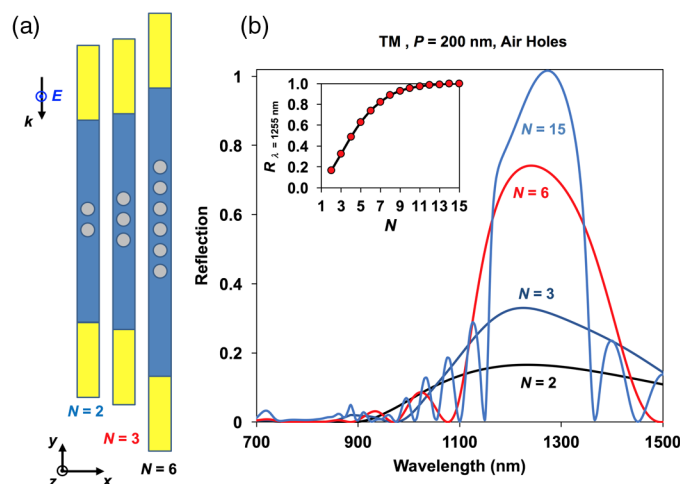 (a)
E
k
N = 2
N = 3
N = 6
y
z
x
(b)
TM , P = 200 nm, Air Holes
Reflection
1
0.8
0.6
0.4
0.2
0
700
900
1100
1300
1500
Wavelength (nm)
R λ = 1255 nm
1.0
0.8
0.6
0.4
0.2
0.0
1 3 5 7 9 11 13 15
N
N = 15
N = 6
N = 3
N = 2